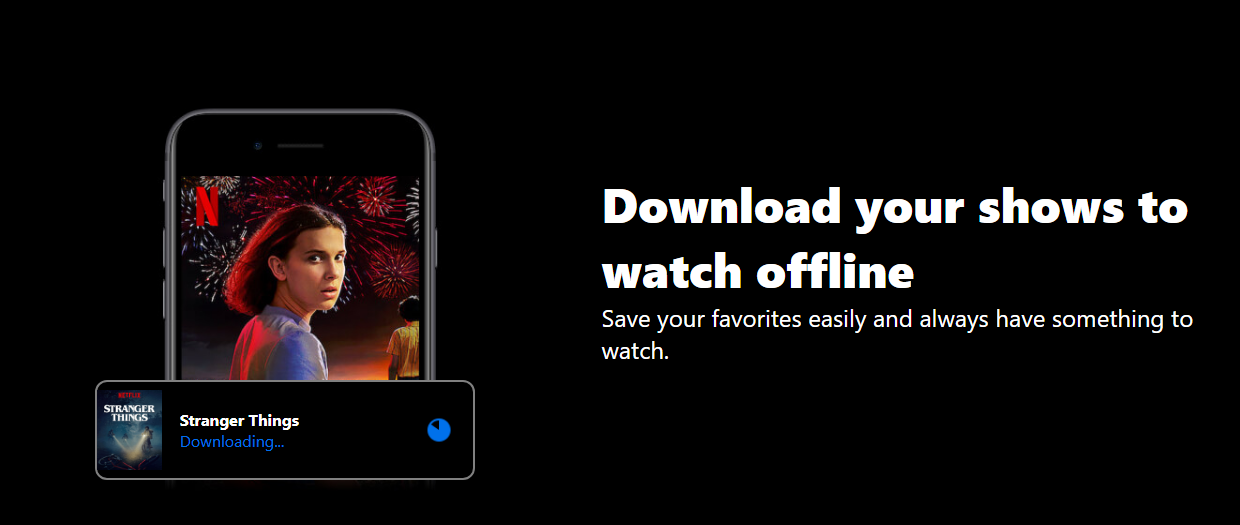 N
Download your shows to
watch offline
Save your favorites easily and always have something to
watch.
NETFLIX
STRANGER
THINGS
Stranger Things
Downloading...